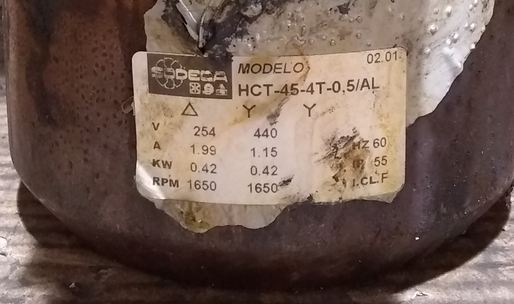 SODECA
MODELO
02.01
HCT-45-4T-0,5/AL
△ Y Y
V 254 440
A 1.99 1.15 HZ 60
KW 0.42 0.42 IP 55
RPM 1650 1650 I.CL.F